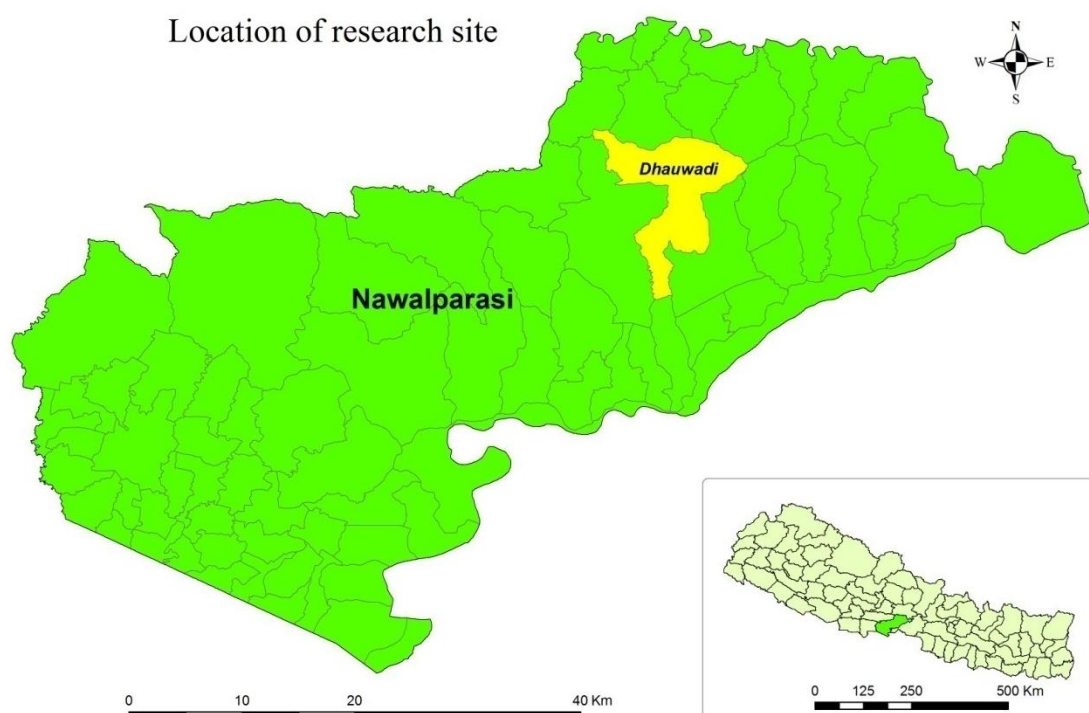 Location of research site
N
W E
S
Dhauwadi
Nawalparasi
0 10 20 40 Km
0 125 250 500 Km